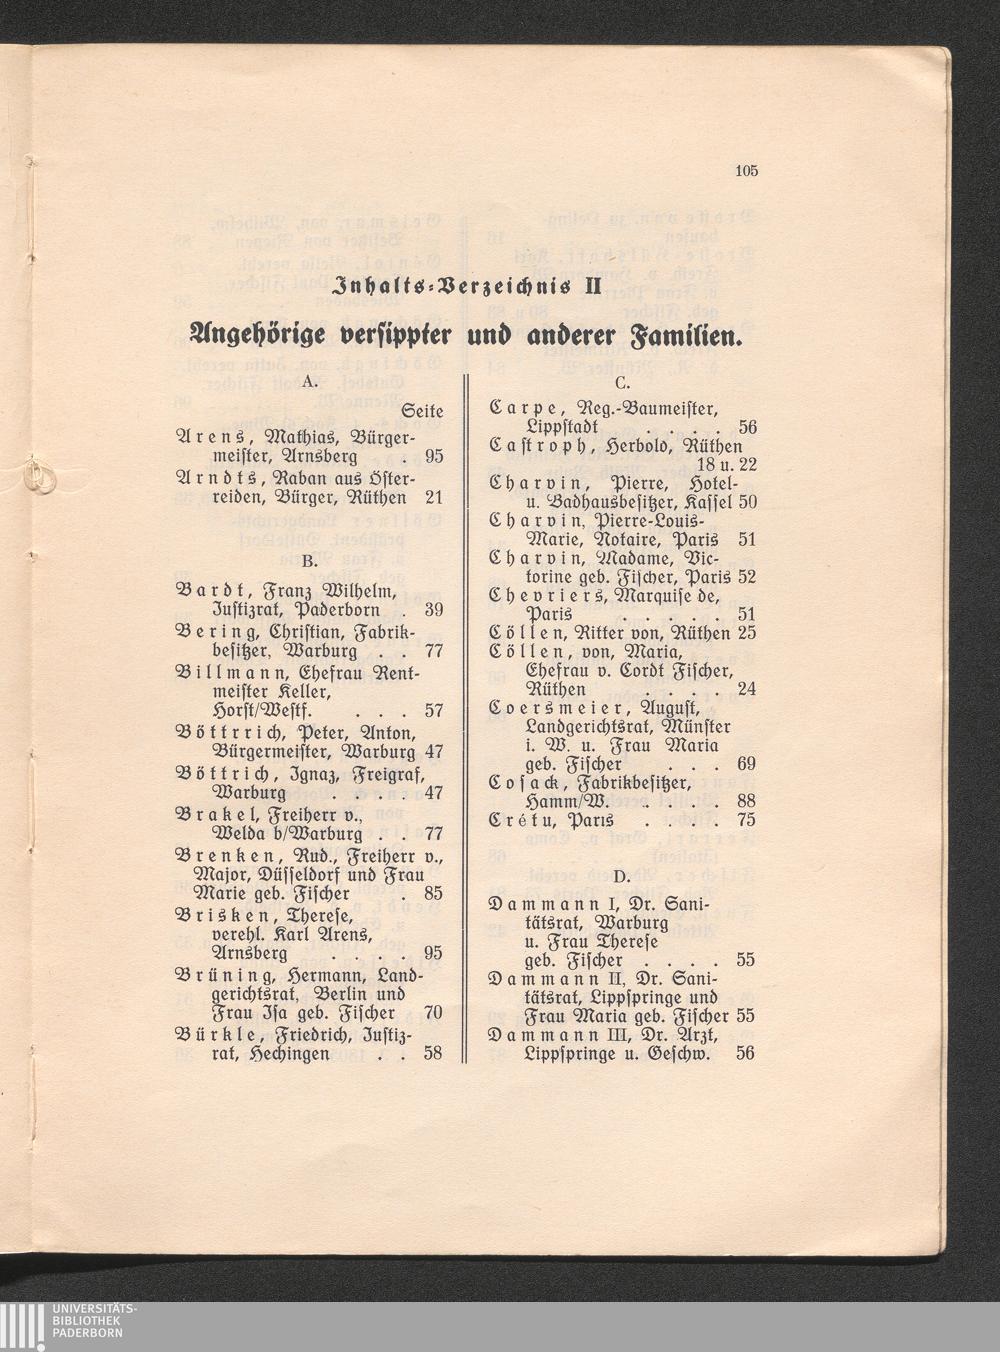 105
Inhalts-Verzeichnis II
Angehörige versippter und anderer Familien.
A.
Seite
Arens, Mathias, Bürger-
meister, Arnsberg . 95
Arndts, Raban aus Öster-
reiden, Bürger, Rüthen 21
B.
Bardt, Franz Wilhelm,
Justizrat, Paderborn . 39
Bering, Christian, Fabrik-
besitzer, Warburg . . 77
Billmann, Ehefrau Rent-
meister Keller,
Horst/Westf. . . . 57
Böttrrich, Peter, Anton,
Bürgermeister, Warburg 47
Böttrich, Ignaz, Freigraf,
Warburg . . . . 47
Brakel, Freiherr v.,
Welda b/Warburg . . 77
Brenken, Rud., Freiherr v.,
Major, Düsseldorf und Frau
Marie geb. Fischer . 85
Brisken, Therese,
verehl. Karl Arens,
Arnsberg . . . . 95
Brüning, Hermann, Land-
gerichtsrat, Berlin und
Frau Isa geb. Fischer 70
Bürkle, Friedrich, Justiz-
rat, Hechingen . . 58
C.
Carpe, Reg.-Baumeister,
Lippstadt . . . . 56
Castroph, Herbold, Rüthen
18 u. 22
Charvin, Pierre, Hotel-
u. Badhausbesitzer, Kassel 50
Charvin, Pierre-Louis-
Marie, Notaire, Paris 51
Charvin, Madame, Vic-
torine geb. Fischer, Paris 52
Chevriers, Marquise de,
Paris . . . . . 51
Cöllen, Ritter von, Rüthen 25
Cöllen, von, Maria,
Ehefrau v. Cordt Fischer,
Rüthen . . . . 24
Coersmeier, August,
Landgerichtsrat, Münster
i. W. u. Frau Maria
geb. Fischer . . . 69
Cosack, Fabrikbesitzer,
Hamm/W. . . . . 88
Crétu, Paris . . . . 75
D.
Dammann I, Dr. Sani-
tätsrat, Warburg
u. Frau Therese
geb. Fischer . . . . 55
Dammann II, Dr. Sani-
tätsrat, Lippspringe und
Frau Maria geb. Fischer 55
Dammann III, Dr. Arzt,
Lippspringe u. Geschw. 56
UNIVERSITÄTS-
BIBLIOTHEK
PADERBORN